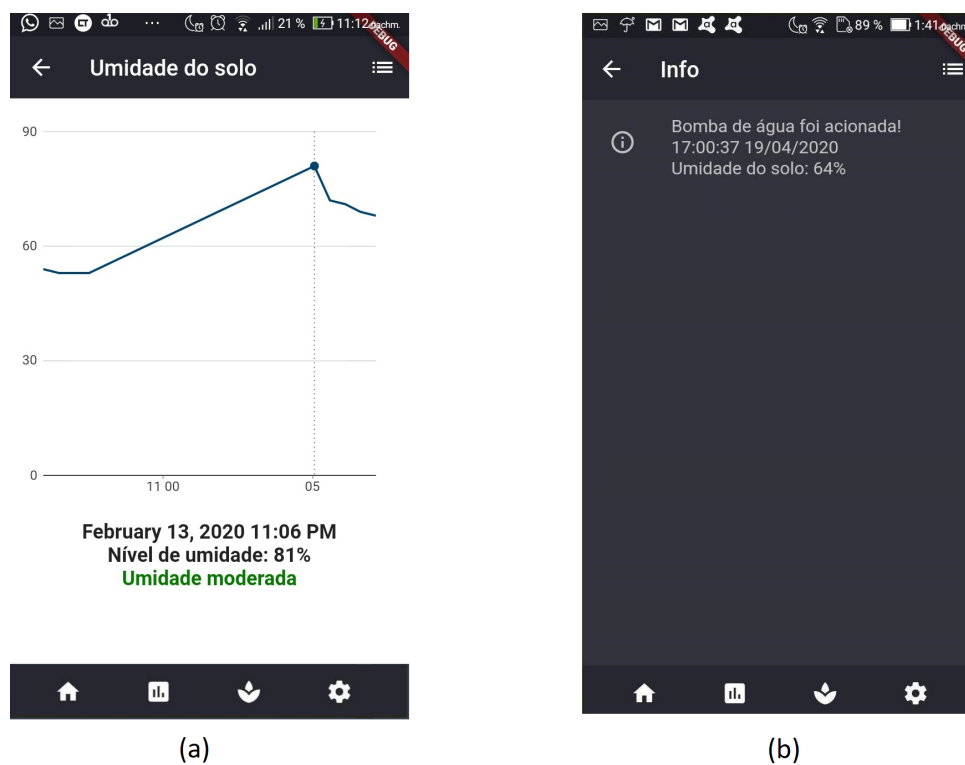 21 % 11:12
DEBUG
Umidade do solo
90
60
30
0
11 00 05
February 13, 2020 11:06 PM
Nível de umidade: 81%
Umidade moderada
(a)
89 % 1:41
DEBUG
Info
Bomba de água foi acionada!
17:00:37 19/04/2020
Umidade do solo: 64%
(b)